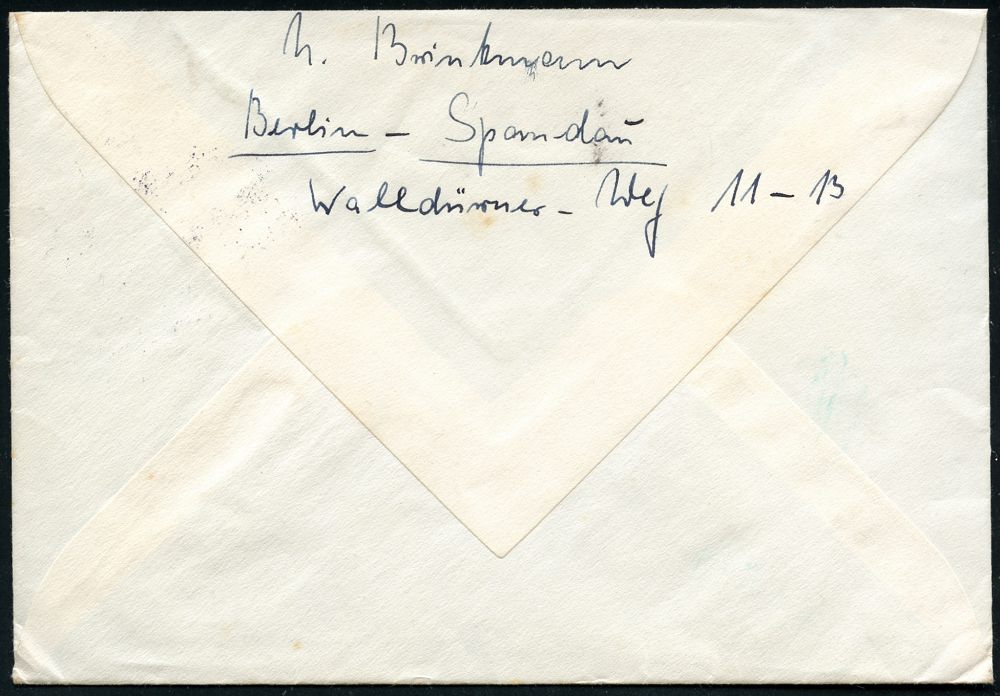 h. Brinkmann
Berlin - Spandau
Walldürner - Weg 11 - 13